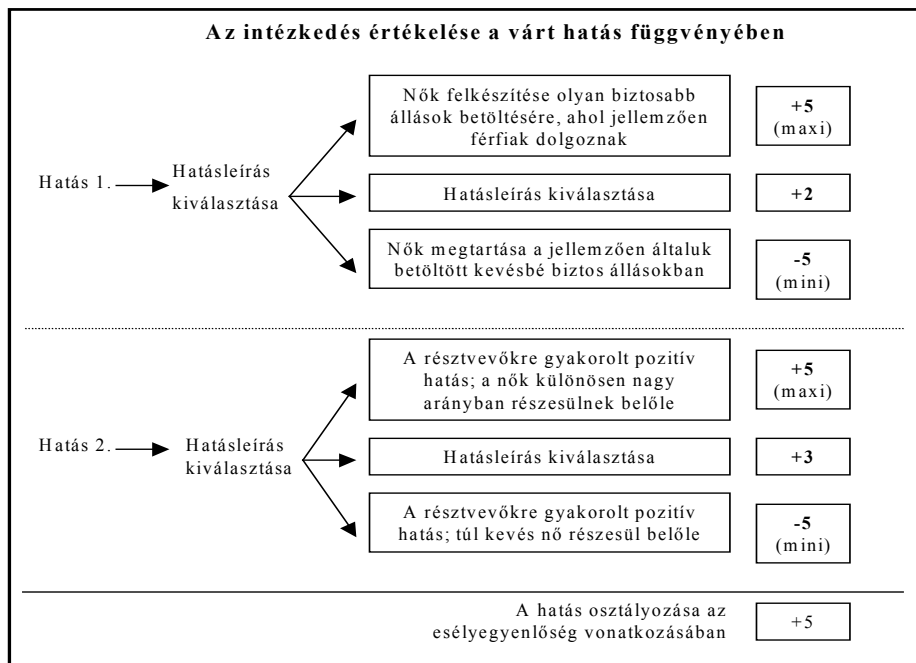 Az intézkedés értékelése a várt hatás függvényében
Nők felkészítése olyan biztosabb
állások betöltésére, ahol jellemzően
férfiak dolgoznak
+5
(maxi)
Hatás 1.
Hatásleírás
kiválasztása
Hatásleírás kiválasztása
+2
Nők megtartása a jellemzően általuk
betöltött kevésbé biztos állásokban
-5
(mini)
A résztvevőkre gyakorolt pozitív
hatás; a nők különösen nagy
arányban részesülnek belőle
+5
(maxi)
Hatás 2.
Hatásleírás
kiválasztása
Hatásleírás kiválasztása
+3
A résztvevőkre gyakorolt pozitív
hatás; túl kevés nő részesül belőle
-5
(mini)
A hatás osztályozása az
esélyegyenlőség vonatkozásában
+5